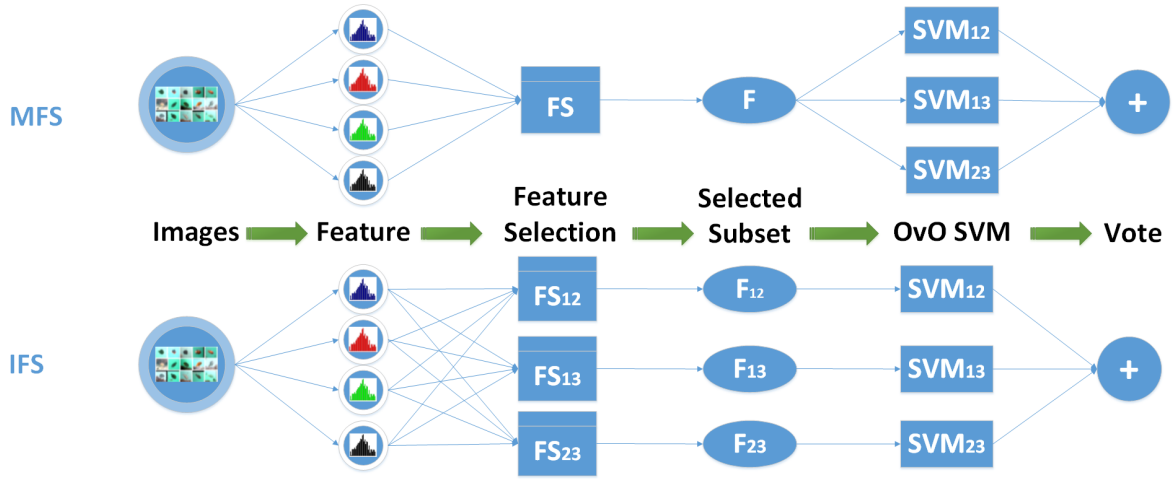 SVM12
SVM13
SVM23
MFS
FS
F
+
Images
Feature
Feature
Selection
Selected
Subset
OvO SVM
Vote
IFS
FS12
F12
SVM12
FS13
F13
SVM13
+
FS23
F23
SVM23